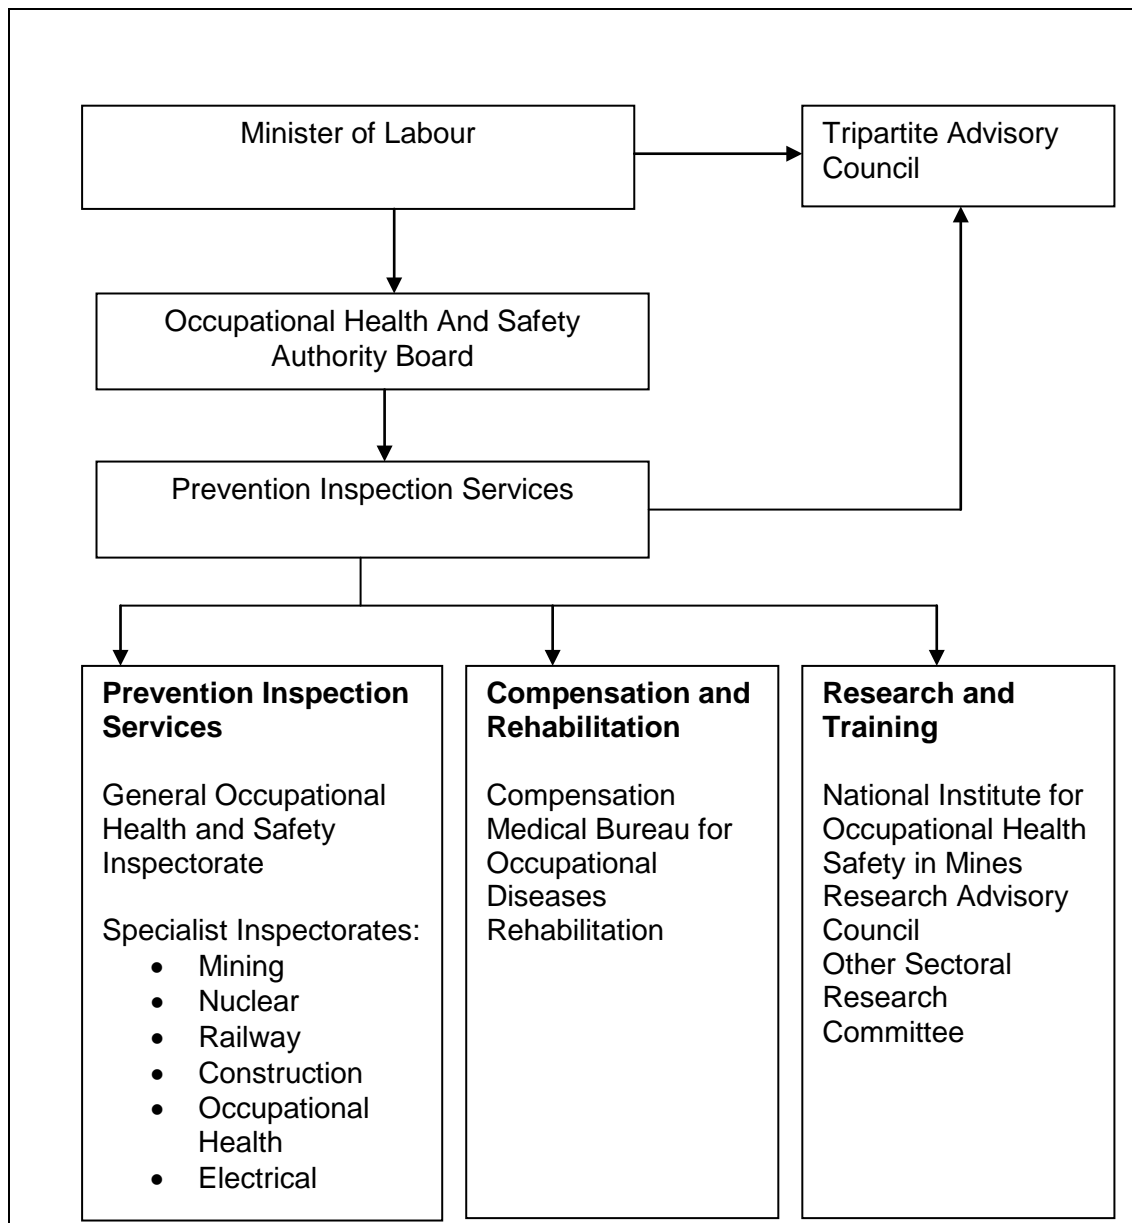 Minister of Labour
Tripartite Advisory
Council
Occupational Health And Safety
Authority Board
Prevention Inspection Services
Prevention Inspection
Services
General Occupational
Health and Safety
Inspectorate
Specialist Inspectorates:
• Mining
• Nuclear
• Railway
• Construction
• Occupational
Health
• Electrical
Compensation and
Rehabilitation
Compensation
Medical Bureau for
Occupational
Diseases
Rehabilitation
Research and
Training
National Institute for
Occupational Health
Safety in Mines
Research Advisory
Council
Other Sectoral
Research
Committee